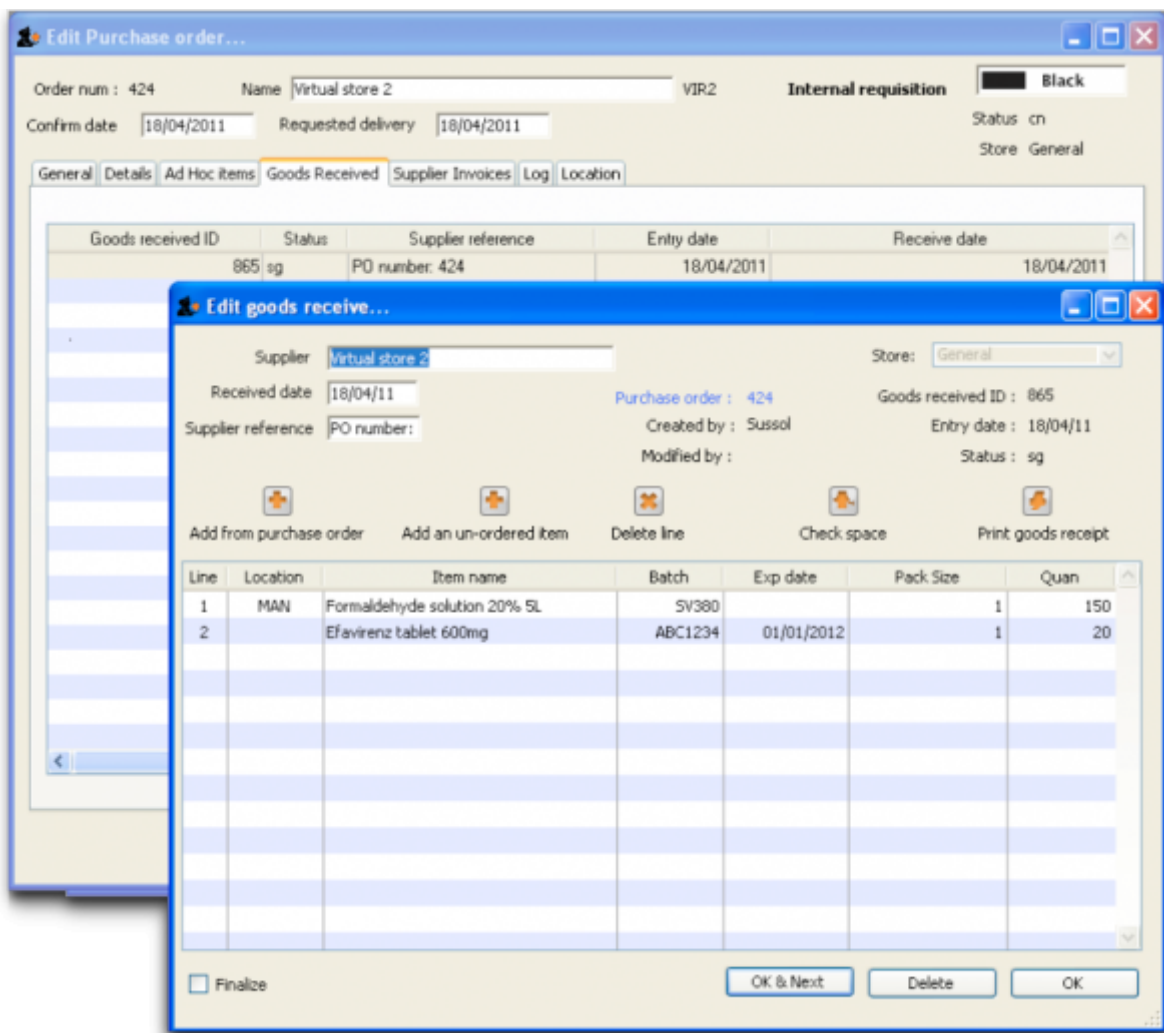 Edit Purchase order...
Order num : 424 Name Virtual store 2 VIR2 Internal requisition Black
Confirm date 18/04/2011 Requested delivery 18/04/2011 Status cn
Store General
General Details Ad Hoc items Goods Received Supplier Invoices Log Location
Goods received ID Status Supplier reference Entry date Receive date
865 sg PO number: 424 18/04/2011 18/04/2011
Edit goods receive...
Supplier Virtual store 2 Store: General
Received date 18/04/11 Purchase order : 424 Goods received ID : 865
Supplier reference PO number: Created by : Sussol Entry date : 18/04/11
Modified by : Status : sg
Add from purchase order Add an un-ordered item Delete line Check space Print goods receipt
Line Location Item name Batch Exp date Pack Size Quan
1 MAN Formaldehyde solution 20% 5L SV380 1 150
2 Efavirenz tablet 600mg ABC1234 01/01/2012 1 20
Finalize OK & Next Delete OK